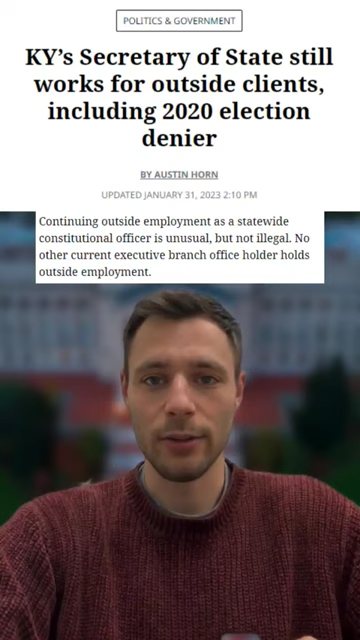 POLITICS & GOVERNMENT
KY’s Secretary of State still
works for outside clients,
including 2020 election
denier
BY AUSTIN HORN
UPDATED JANUARY 31, 2023 2:10 PM
Continuing outside employment as a statewide
constitutional officer is unusual, but not illegal. No
other current executive branch office holder holds
outside employment.